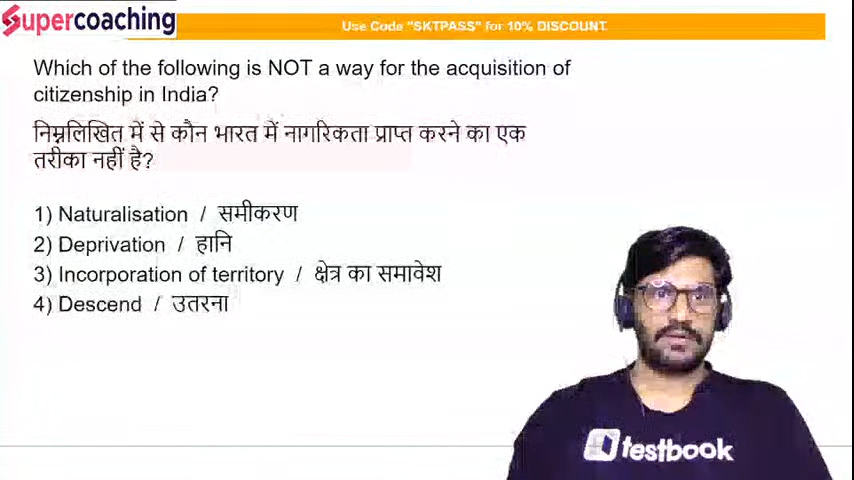 Supercoaching
Use Code "SKTPASS" for 10% DISCOUNT.
Which of the following is NOT a way for the acquisition of
citizenship in India?
निम्नलिखित में से कौन भारत में नागरिकता प्राप्त करने का एक
तरीका नहीं है?
1) Naturalisation / समीकरण
2) Deprivation / हानि
3) Incorporation of territory / क्षेत्र का समावेश
4) Descend / उतरना
testbook